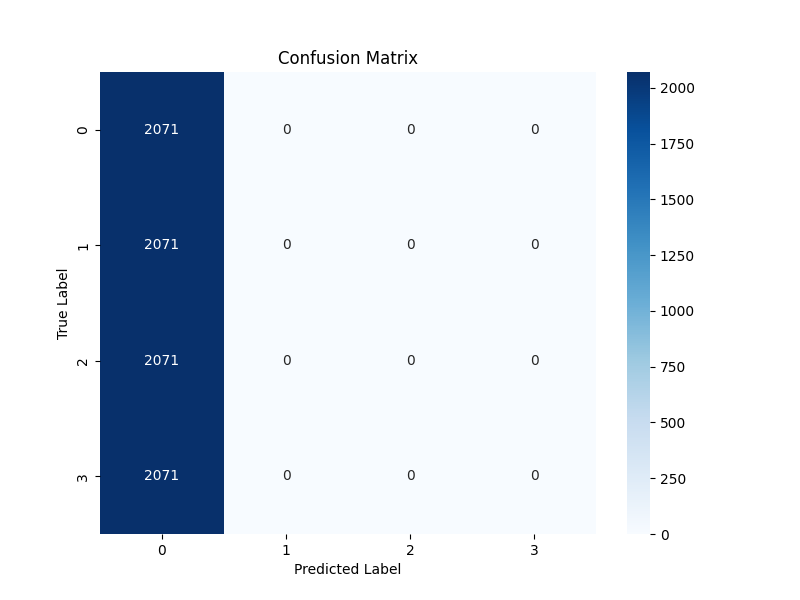 Confusion Matrix
0 2071 0 0 0
1 2071 0 0 0
2 2071 0 0 0
3 2071 0 0 0
True Label
0 1 2 3
Predicted Label
2000
1750
1500
1250
1000
750
500
250
0